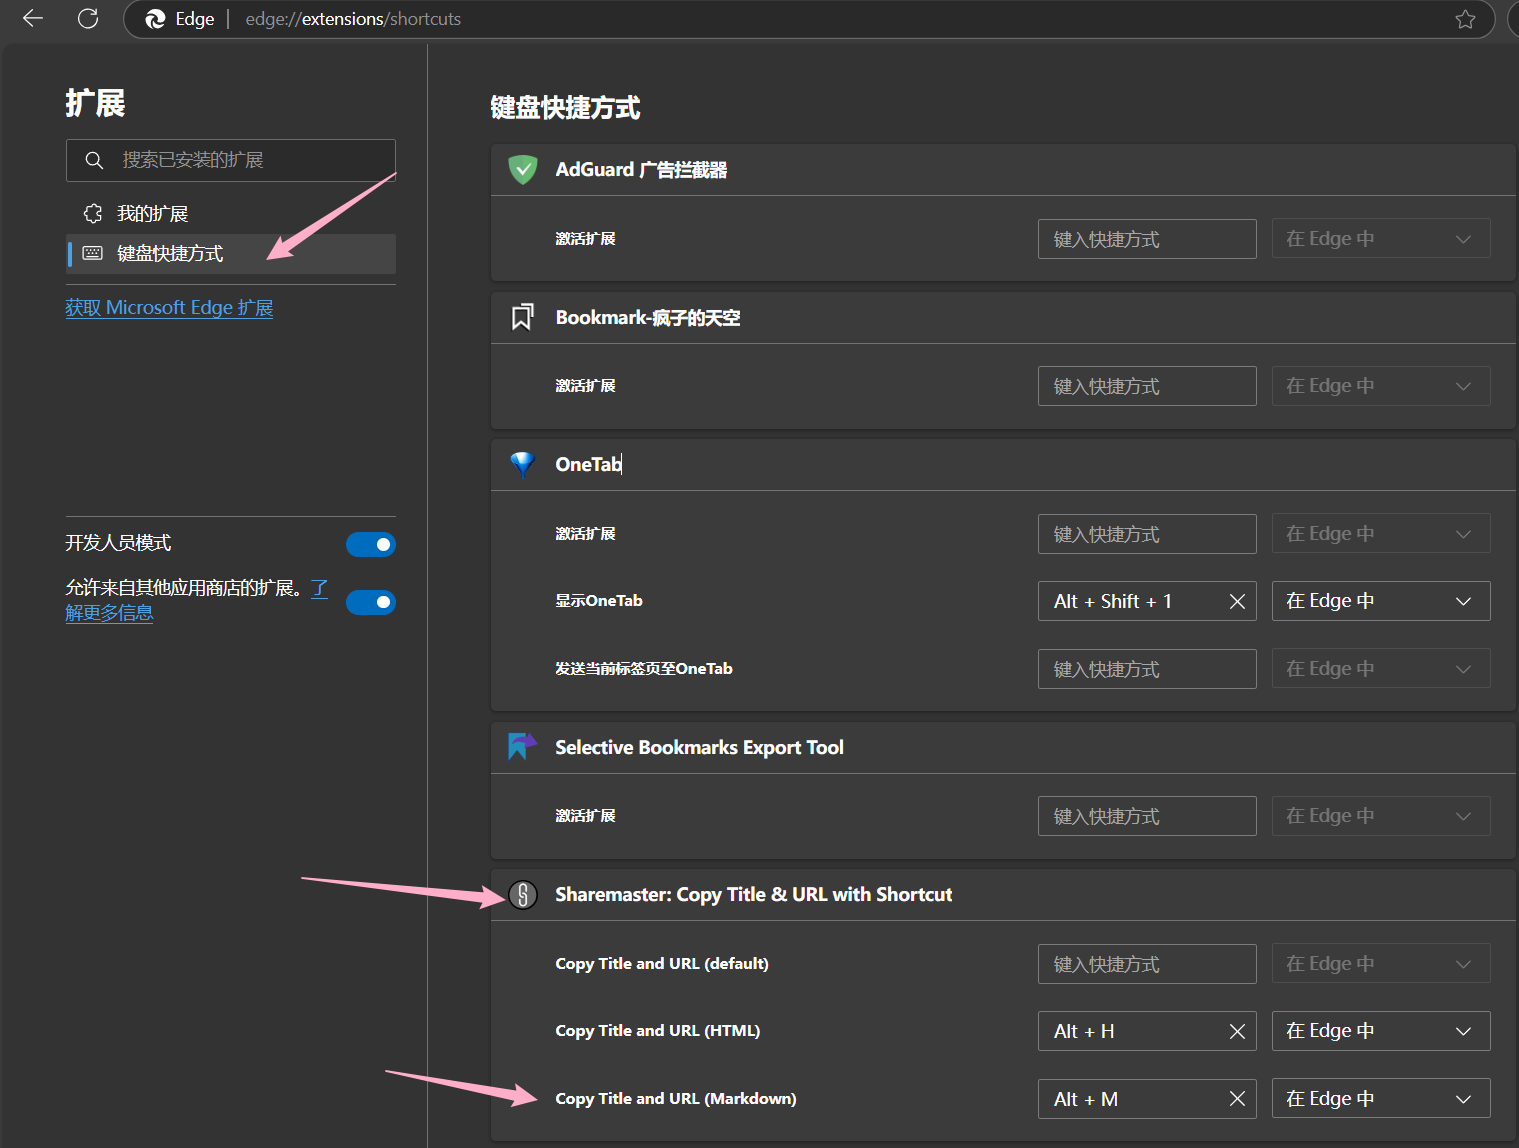 Edge | edge://extensions/shortcuts
扩展
搜索已安装的扩展
我的扩展
键盘快捷方式
获取 Microsoft Edge 扩展
开发人员模式
允许来自其他应用商店的扩展。了
解更多信息
键盘快捷方式
AdGuard 广告拦截器
激活扩展 键入快捷方式 在 Edge 中
Bookmark-疯子的天空
激活扩展 键入快捷方式 在 Edge 中
OneTab
激活扩展 键入快捷方式 在 Edge 中
显示OneTab Alt + Shift + 1 在 Edge 中
发送当前标签页至OneTab 键入快捷方式 在 Edge 中
Selective Bookmarks Export Tool
激活扩展 键入快捷方式 在 Edge 中
Sharemaster: Copy Title & URL with Shortcut
Copy Title and URL (default) 键入快捷方式 在 Edge 中
Copy Title and URL (HTML) Alt + H 在 Edge 中
Copy Title and URL (Markdown) Alt + M 在 Edge 中